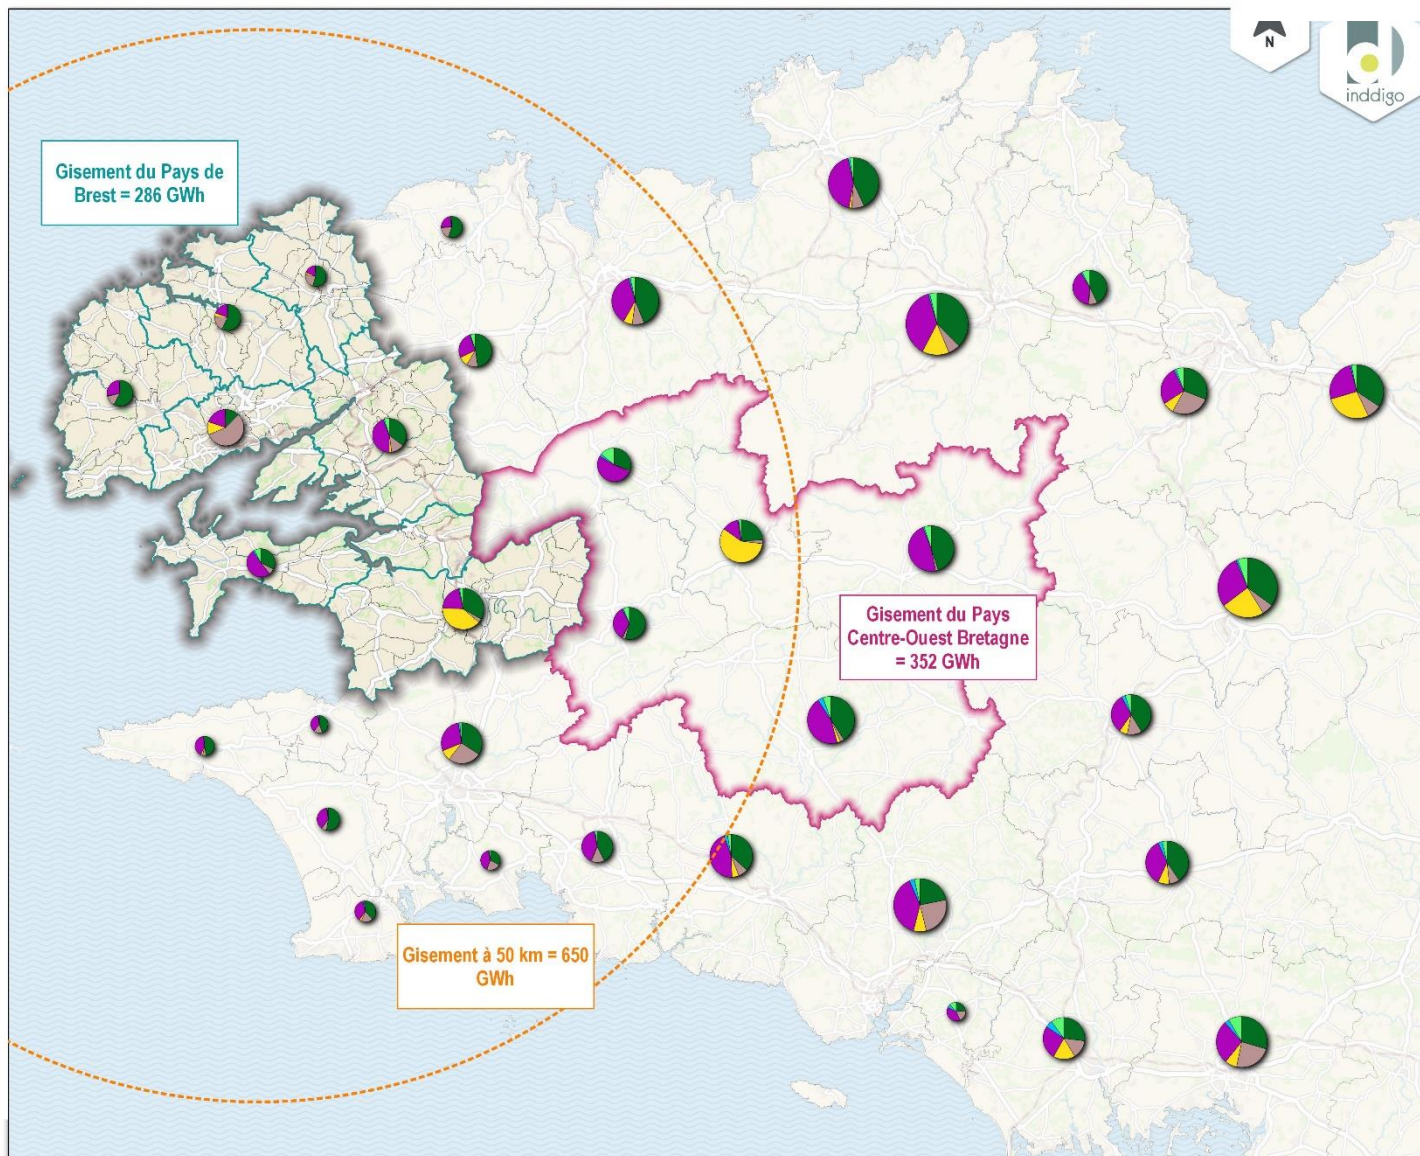 N
inddigo
Gisement du Pays de
Brest = 286 GWh
Gisement du Pays
Centre-Ouest Bretagne
= 352 GWh
Gisement à 50 km = 650
GWh